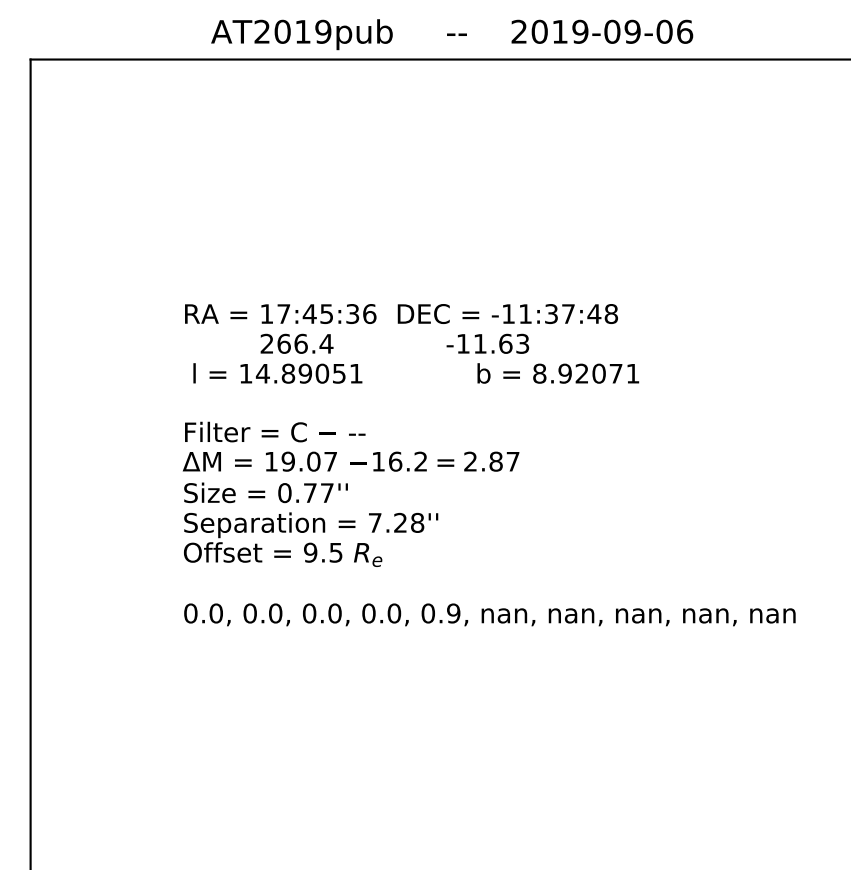 AT2019pub -- 2019-09-06
RA = 17:45:36 DEC = -11:37:48
266.4 -11.63
l = 14.89051 b = 8.92071
Filter = C − --
ΔM = 19.07 −16.2 = 2.87
Size = 0.77''
Separation = 7.28''
Offset = 9.5 Re
0.0, 0.0, 0.0, 0.0, 0.9, nan, nan, nan, nan, nan